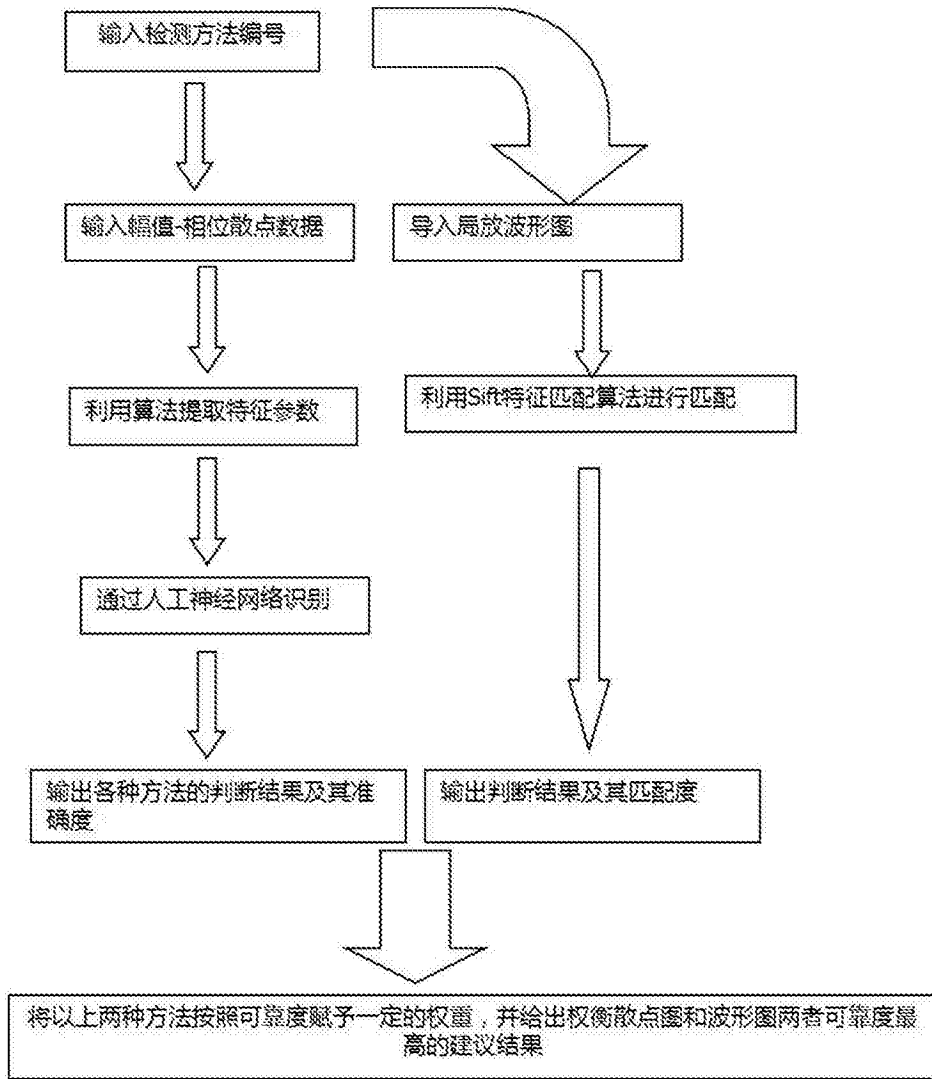 输入检测方法编号
输入幅值-相位散点数据
导入局放波形图
利用算法提取特征参数
利用Sift特征匹配算法进行匹配
通过人工神经网络识别
输出各种方法的判断结果及其准
确度
输出判断结果及其匹配度
将以上两种方法按照可靠度赋予一定的权重，并给出权衡散点图和波形图两者可靠度最
高的建议结果